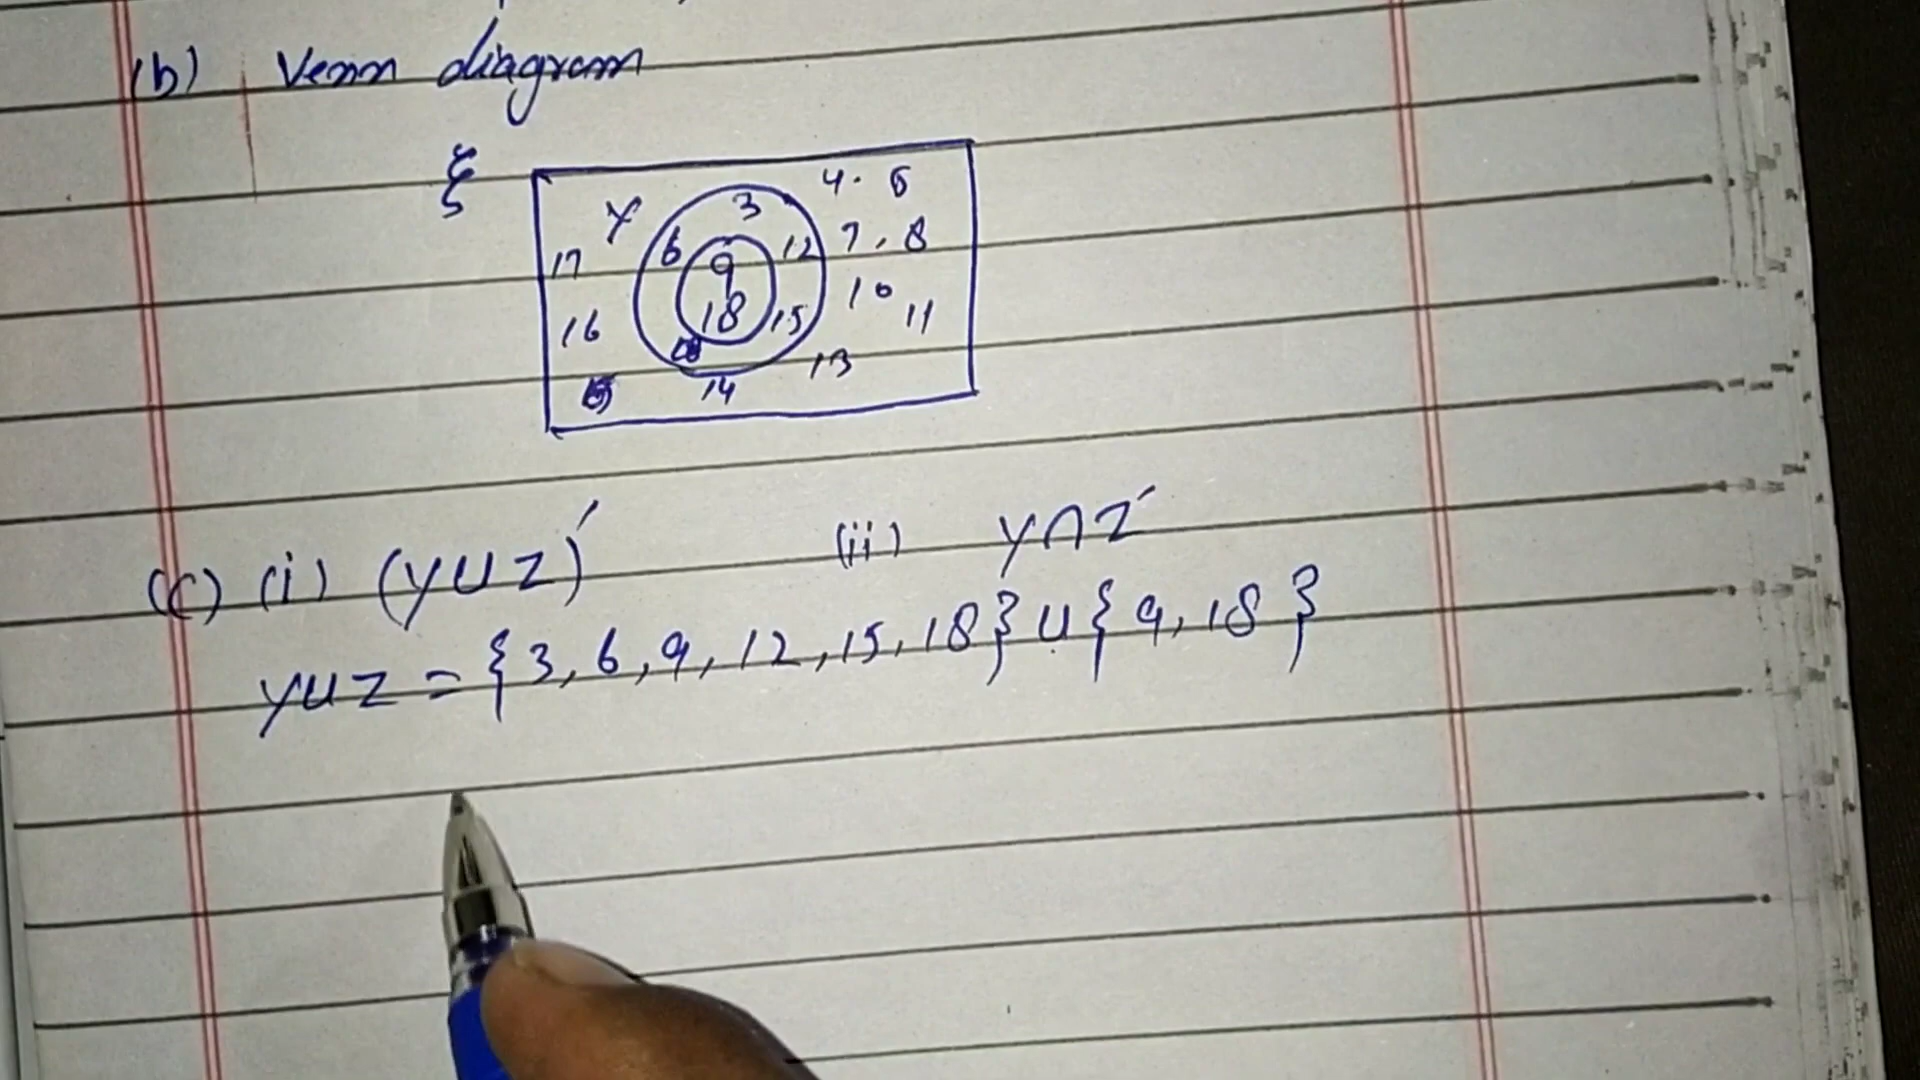 (b) Venn diagram
ξ
4. 5
Y 3
6 12 7, 8
17 9
10
16 18 15 11
13
14
(c) (i) (YUZ)′ (ii) Y∩Z′
YUZ = {3, 6, 9, 12, 15, 18} U {9, 18}